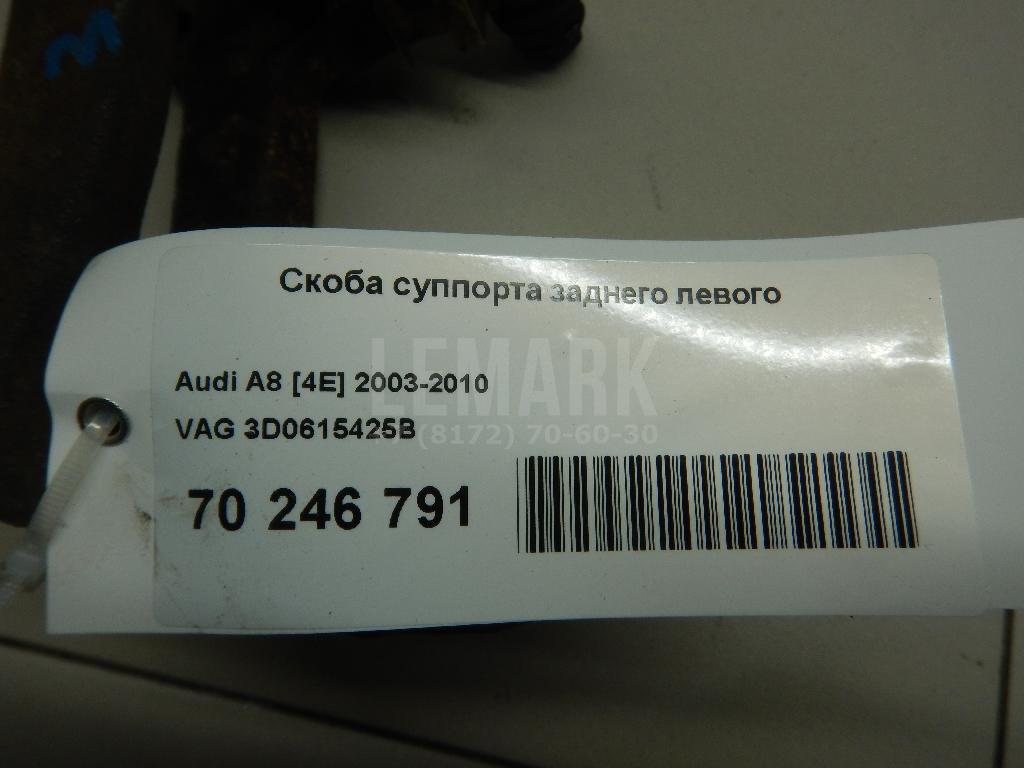 Скоба суппорта заднего левого
LEMARK
Audi A8 [4E] 2003-2010
VAG 3D0615425B
(8172) 70-60-30
70 246 791